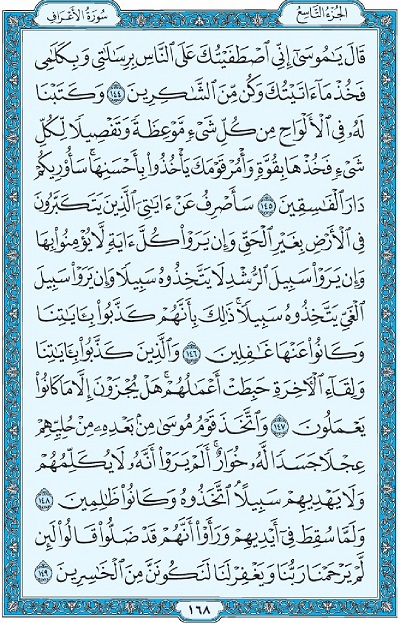 الجزء التاسع
سورة الأعراف
قَالَ يَٰمُوسَىٰٓ إِنِّى ٱصْطَفَيْتُكَ عَلَى ٱلنَّاسِ بِرِسَٰلَٰتِى وَبِكَلَٰمِى
فَخُذْ مَآ ءَاتَيْتُكَ وَكُن مِّنَ ٱلشَّٰكِرِينَ ١٤٤ وَكَتَبْنَا
لَهُۥ فِى ٱلْأَلْوَاحِ مِن كُلِّ شَىْءٍ مَّوْعِظَةً وَتَفْصِيلًا لِّكُلِّ
شَىْءٍ فَخُذْهَا بِقُوَّةٍ وَأْمُرْ قَوْمَكَ يَأْخُذُوا۟ بِأَحْسَنِهَا ۚ سَأُو۟رِيكُمْ
دَارَ ٱلْفَٰسِقِينَ ١٤٥ سَأَصْرِفُ عَنْ ءَايَٰتِىَ ٱلَّذِينَ يَتَكَبَّرُونَ
فِى ٱلْأَرْضِ بِغَيْرِ ٱلْحَقِّ وَإِن يَرَوْا۟ كُلَّ ءَايَةٍ لَّا يُؤْمِنُوا۟ بِهَا
وَإِن يَرَوْا۟ سَبِيلَ ٱلرُّشْدِ لَا يَتَّخِذُوهُ سَبِيلًا وَإِن يَرَوْا۟ سَبِيلَ
ٱلْغَىِّ يَتَّخِذُوهُ سَبِيلًا ۚ ذَٰلِكَ بِأَنَّهُمْ كَذَّبُوا۟ بِـَٔايَٰتِنَا
وَكَانُوا۟ عَنْهَا غَٰفِلِينَ ١٤٦ وَٱلَّذِينَ كَذَّبُوا۟ بِـَٔايَٰتِنَا
وَلِقَآءِ ٱلْءَاخِرَةِ حَبِطَتْ أَعْمَٰلُهُمْ ۚ هَلْ يُجْزَوْنَ إِلَّا مَا كَانُوا۟
يَعْمَلُونَ ١٤٧ وَٱتَّخَذَ قَوْمُ مُوسَىٰ مِنۢ بَعْدِهِۦ مِنْ حُلِيِّهِمْ
عِجْلًا جَسَدًا لَّهُۥ خُوَارٌ ۚ أَلَمْ يَرَوْا۟ أَنَّهُۥ لَا يُكَلِّمُهُمْ
وَلَا يَهْدِيهِمْ سَبِيلًا ۘ ٱتَّخَذُوهُ وَكَانُوا۟ ظَٰلِمِينَ ١٤٨
وَلَمَّا سُقِطَ فِىٓ أَيْدِيهِمْ وَرَأَوْا۟ أَنَّهُمْ قَدْ ضَلُّوا۟ قَالُوا۟ لَئِن
لَّمْ يَرْحَمْنَا رَبُّنَا وَيَغْفِرْ لَنَا لَنَكُونَنَّ مِنَ ٱلْخَٰسِرِينَ ١٤٩
١٦٨